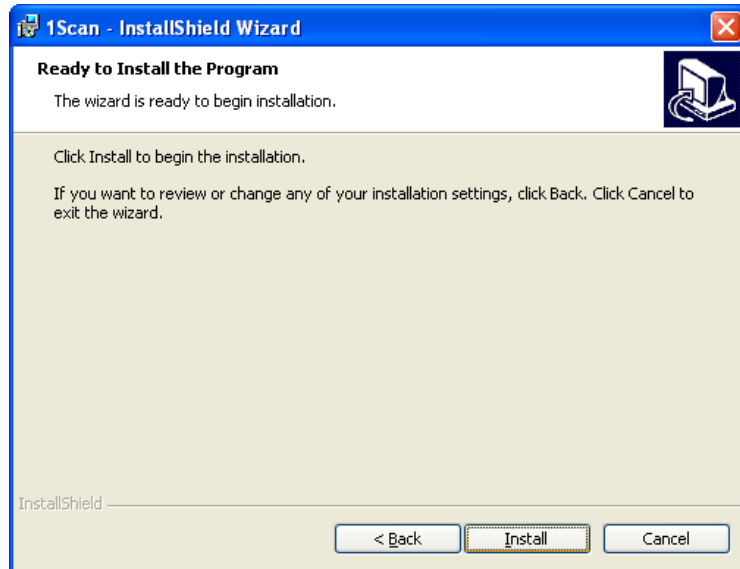 1Scan - InstallShield Wizard
Ready to Install the Program
The wizard is ready to begin installation.
Click Install to begin the installation.
If you want to review or change any of your installation settings, click Back. Click Cancel to
exit the wizard.
InstallShield
< Back
Install
Cancel